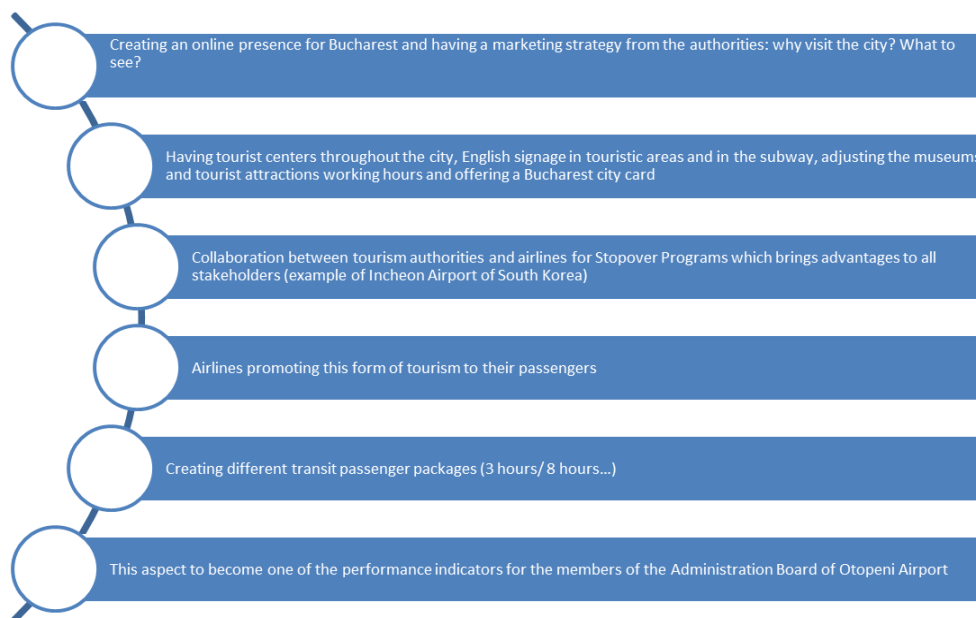 Creating an online presence for Bucharest and having a marketing strategy from the authorities: why visit the city? What to
see?
Having tourist centers throughout the city, English signage in touristic areas and in the subway, adjusting the museums
and tourist attractions working hours and offering a Bucharest city card
Collaboration between tourism authorities and airlines for Stopover Programs which brings advantages to all
stakeholders (example of Incheon Airport of South Korea)
Airlines promoting this form of tourism to their passengers
Creating different transit passenger packages (3 hours/ 8 hours...)
This aspect to become one of the performance indicators for the members of the Administration Board of Otopeni Airport